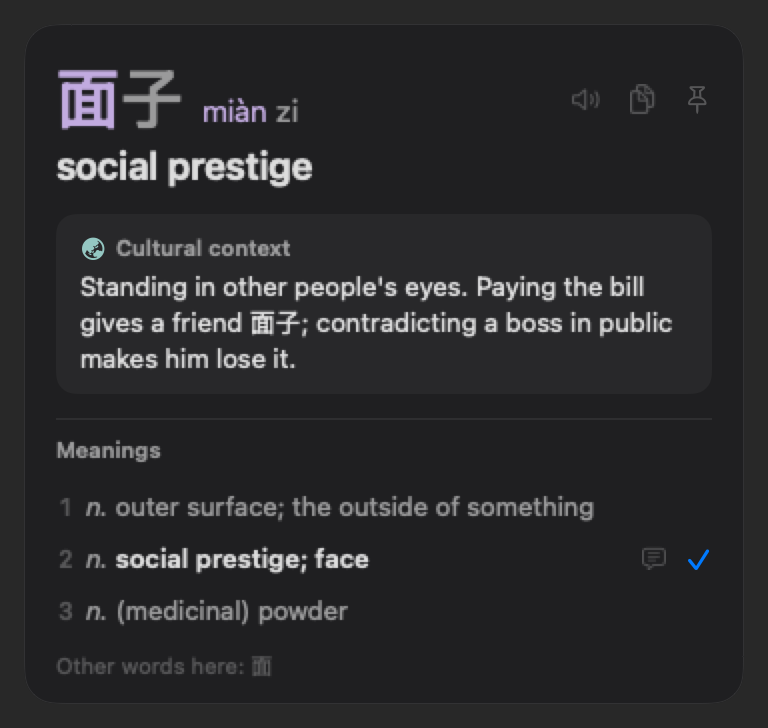 面子 miàn zi
social prestige
Cultural context
Standing in other people's eyes. Paying the bill
gives a friend 面子; contradicting a boss in public
makes him lose it.
Meanings
1 n. outer surface; the outside of something
2 n. social prestige; face
3 n. (medicinal) powder
Other words here: 面